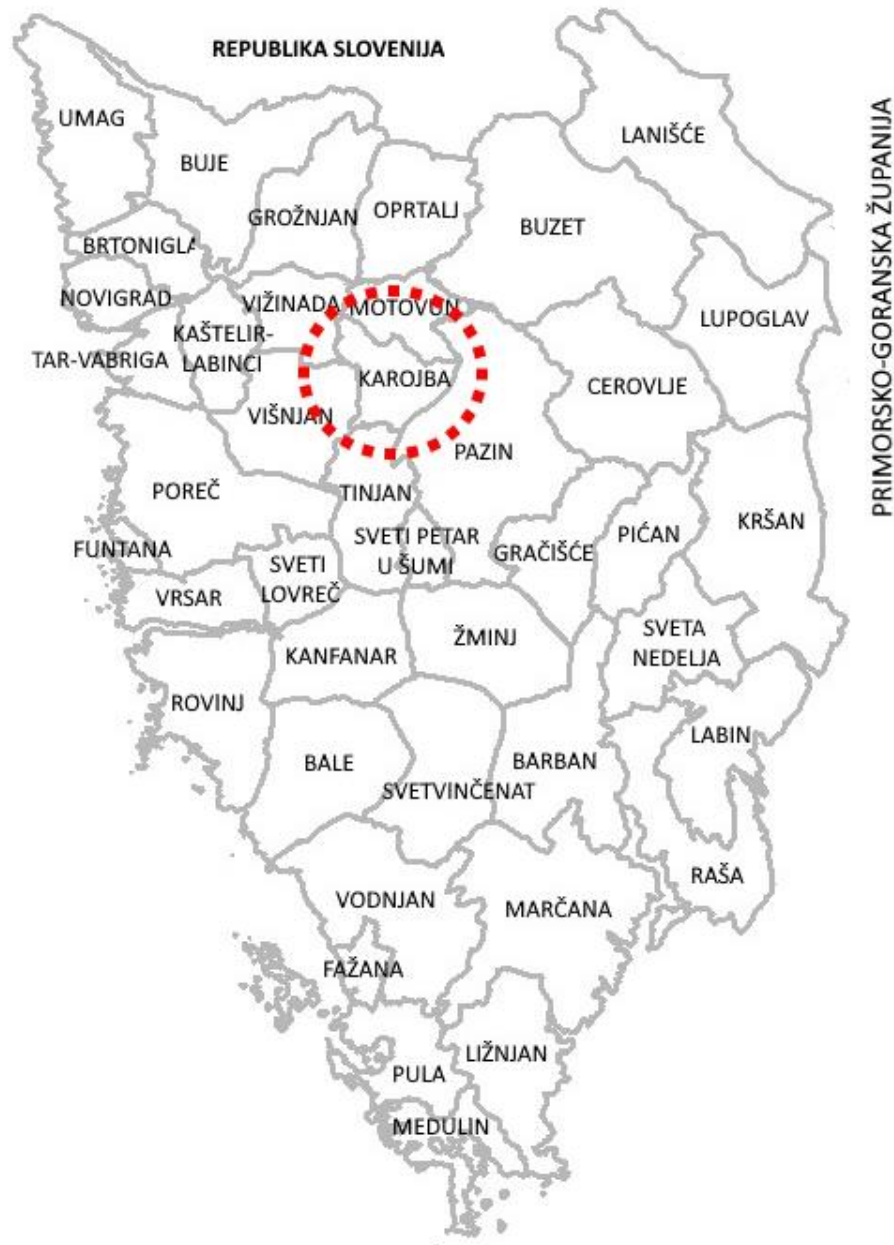 REPUBLIKA SLOVENIJA
PRIMORSKO-GORANSKA ŽUPANIJA
UMAG
LANIŠĆE
BUJE
OPRTALJ
GROŽNJAN
BUZET
BRTONIGLA
NOVIGRAD
VIŽINADA
MOTOVUN
LUPOGLAV
KAŠTELIR-
LABINCI
TAR-VABRIGA
KAROJBA
CEROVLJE
VIŠNJAN
PAZIN
POREČ
TINJAN
KRŠAN
FUNTANA
SVETI PETAR
U ŠUMI
GRAČIŠĆE
PIĆAN
SVETI
LOVREČ
VRSAR
SVETA
NEDELJA
KANFANAR
ŽMINJ
ROVINJ
LABIN
BALE
BARBAN
SVETVINČENAT
RAŠA
VODNJAN
MARČANA
FAŽANA
LIŽNJAN
PULA
MEDULIN